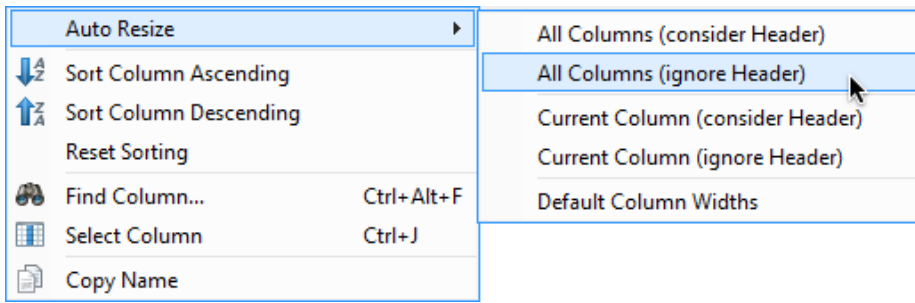 Auto Resize
Sort Column Ascending
Sort Column Descending
Reset Sorting
Find Column... Ctrl+Alt+F
Select Column Ctrl+J
Copy Name
All Columns (consider Header)
All Columns (ignore Header)
Current Column (consider Header)
Current Column (ignore Header)
Default Column Widths